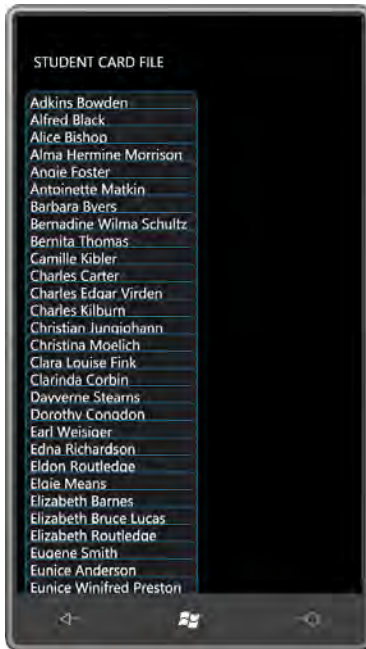 STUDENT CARD FILE
Adkins Bowden
Alfred Black
Alice Bishop
Alma Hermine Morrison
Angie Foster
Antoinette Matkin
Barbara Byers
Bernadine Wilma Schultz
Bernita Thomas
Camille Kibler
Charles Carter
Charles Edgar Virden
Charles Kilburn
Christian Jungjohann
Christina Moelich
Clara Louise Fink
Clarinda Corbin
Dayverne Stearns
Dorothy Congdon
Earl Weisiger
Edna Richardson
Eldon Routledge
Elgie Means
Elizabeth Barnes
Elizabeth Bruce Lucas
Elizabeth Routledge
Eugene Smith
Eunice Anderson
Eunice Winifred Preston